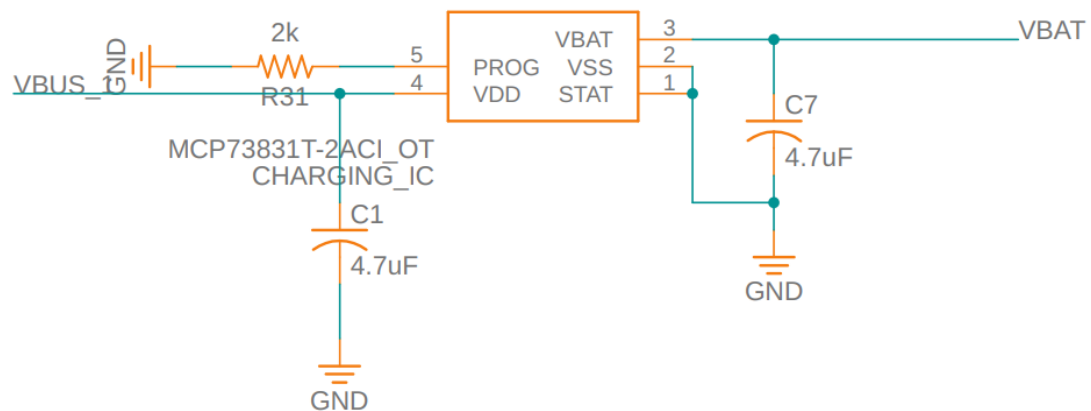 2k
3
VBAT
VBAT
GND
5
PROG
VSS
2
VBUS_1
R31
4
VDD
STAT
1
C7
MCP73831T-2ACI_OT
4.7uF
CHARGING_IC
C1
4.7uF
GND
GND